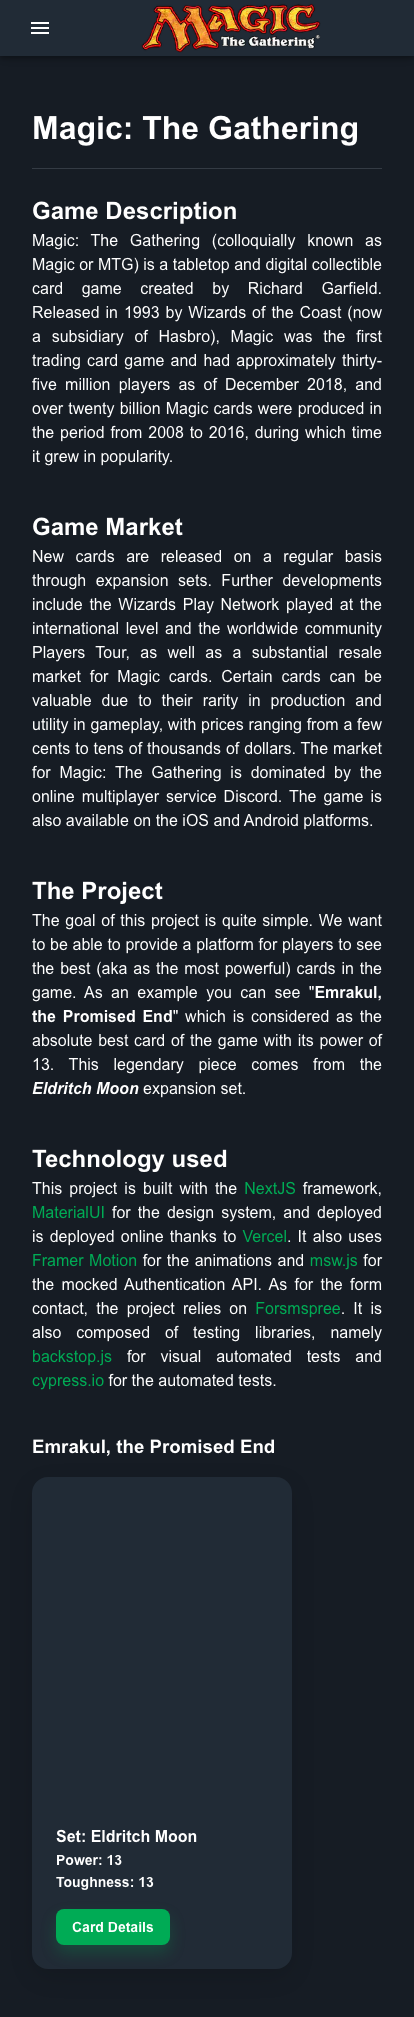 MAGIC
The Gathering®
Magic: The Gathering
Game Description
Magic: The Gathering (colloquially known as
Magic or MTG) is a tabletop and digital collectible
card game created by Richard Garfield.
Released in 1993 by Wizards of the Coast (now
a subsidiary of Hasbro), Magic was the first
trading card game and had approximately thirty-
five million players as of December 2018, and
over twenty billion Magic cards were produced in
the period from 2008 to 2016, during which time
it grew in popularity.
Game Market
New cards are released on a regular basis
through expansion sets. Further developments
include the Wizards Play Network played at the
international level and the worldwide community
Players Tour, as well as a substantial resale
market for Magic cards. Certain cards can be
valuable due to their rarity in production and
utility in gameplay, with prices ranging from a few
cents to tens of thousands of dollars. The market
for Magic: The Gathering is dominated by the
online multiplayer service Discord. The game is
also available on the iOS and Android platforms.
The Project
The goal of this project is quite simple. We want
to be able to provide a platform for players to see
the best (aka as the most powerful) cards in the
game. As an example you can see "Emrakul,
the Promised End" which is considered as the
absolute best card of the game with its power of
13. This legendary piece comes from the
Eldritch Moon expansion set.
Technology used
This project is built with the NextJS framework,
MaterialUI for the design system, and deployed
is deployed online thanks to Vercel. It also uses
Framer Motion for the animations and msw.js for
the mocked Authentication API. As for the form
contact, the project relies on Forsmspree. It is
also composed of testing libraries, namely
backstop.js for visual automated tests and
cypress.io for the automated tests.
Emrakul, the Promised End
Set: Eldritch Moon
Power: 13
Toughness: 13
Card Details